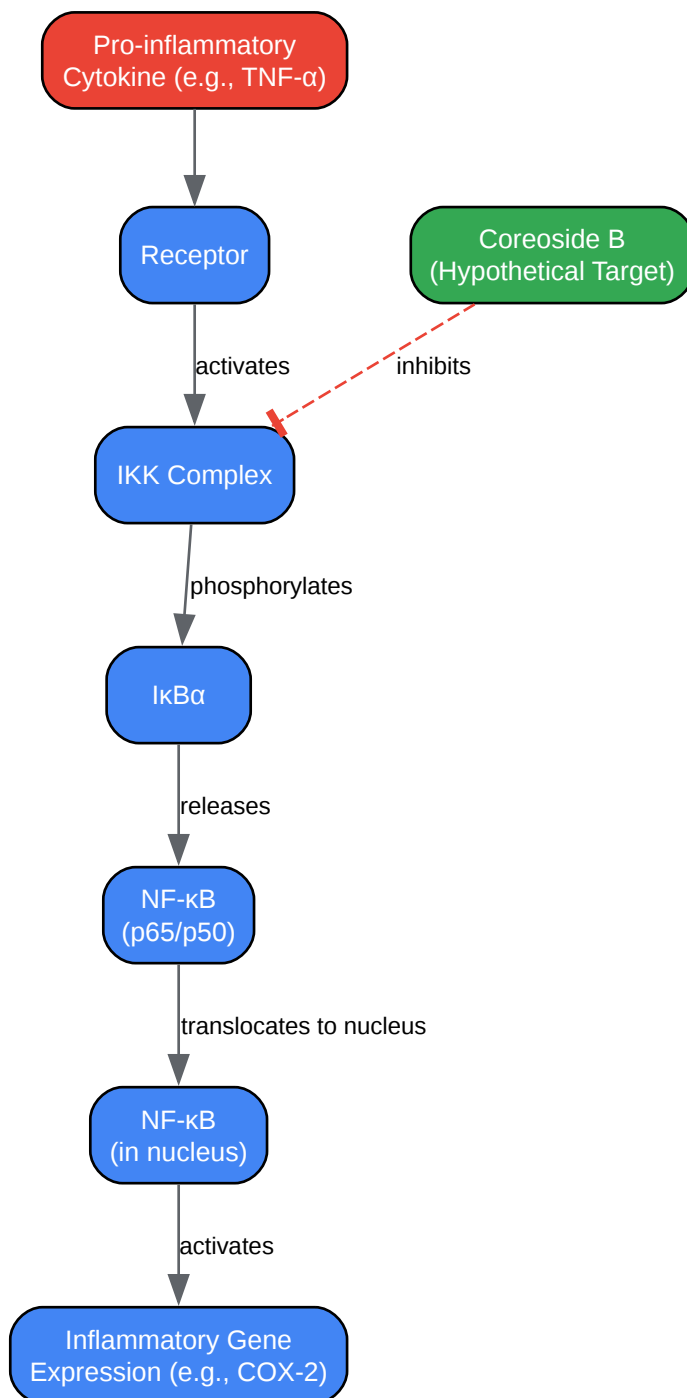 Pro-inflammatory
Cytokine (e.g., TNF-α)
Receptor
Coreoside B
(Hypothetical Target)
activates
inhibits
IKK Complex
phosphorylates
IκBα
releases
NF-κB
(p65/p50)
translocates to nucleus
NF-κB
(in nucleus)
activates
Inflammatory Gene
Expression (e.g., COX-2)